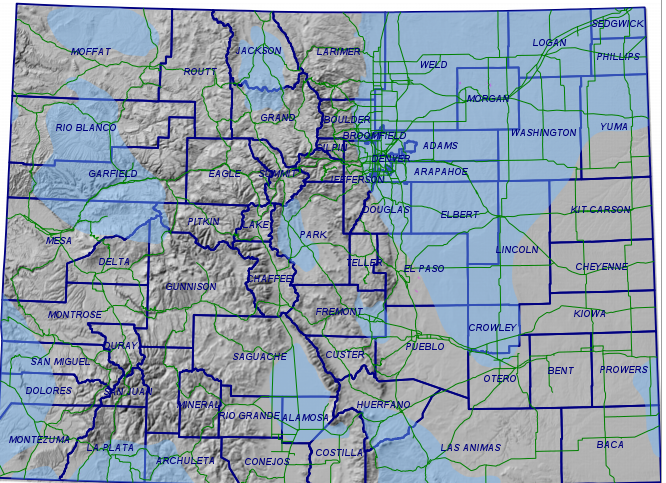 SEDGWICK
LOGAN
MOFFAT
JACKSON
LARIMER
PHILLIPS
WELD
ROUTT
MORGAN
GRAND
BOULDER
RIO BLANCO
YUMA
WASHINGTON
BROOMFIELD
GILPIN
ADAMS
DENVER
GARFIELD
EAGLE
SUMMIT
JEFFERSON
ARAPAHOE
DOUGLAS
ELBERT
KIT CARSON
PITKIN
LAKE
PARK
MESA
LINCOLN
DELTA
TELLER
EL PASO
CHEYENNE
CHAFFEE
GUNNISON
MONTROSE
FREMONT
KIOWA
CROWLEY
OURAY
PUEBLO
SAGUACHE
CUSTER
SAN MIGUEL
BENT
PROWERS
OTERO
DOLORES
SAN JUAN
MINERAL
HUERFANO
RIO GRANDE
ALAMOSA
MONTEZUMA
LA PLATA
LAS ANIMAS
BACA
COSTILLA
ARCHULETA
CONEJOS